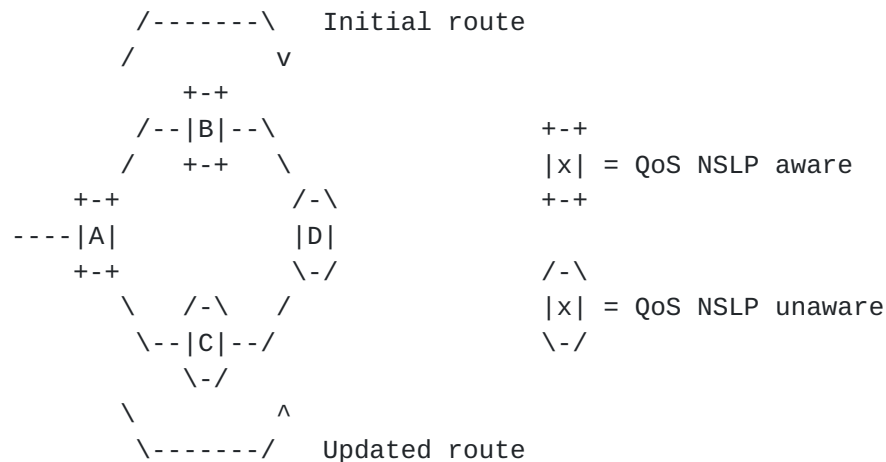 /-------\   Initial route
        /         v
            +-+
         /--|B|--\                 +-+
        /   +-+   \                |x| = QoS NSLP aware
     +-+           /-\             +-+
 ----|A|           |D|
     +-+           \-/             /-\
        \   /-\   /                |x| = QoS NSLP unaware
         \--|C|--/                 \-/
            \-/
        \         ^
         \-------/   Updated route